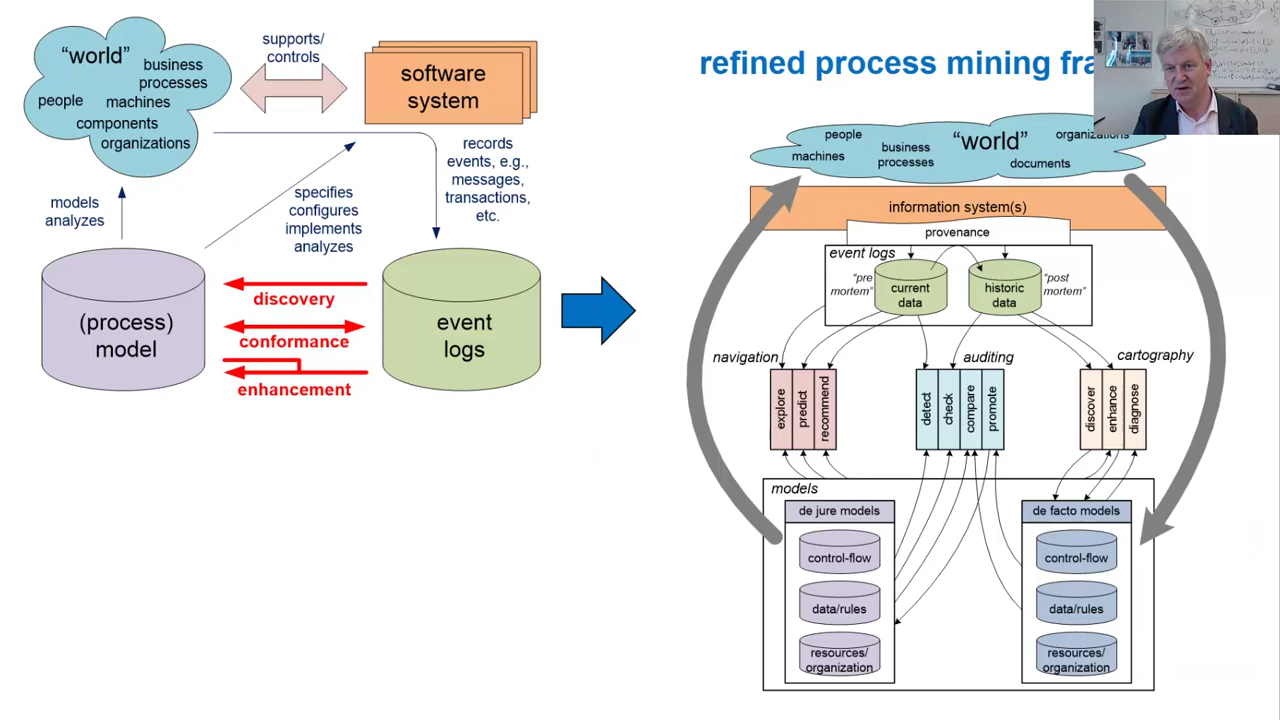 “world”
business
processes
people
machines
components
organizations
supports/
controls
software
system
records
events, e.g.,
messages,
transactions,
etc.
models
analyzes
specifies
configures
implements
analyzes
(process)
model
discovery
conformance
enhancement
event
logs
refined process mining fra
people
“world”
organizations
machines
business
processes
documents
information system(s)
provenance
event logs
“pre
mortem”
current
data
historic
data
“post
mortem”
navigation
auditing
cartography
explore
predict
recommend
detect
check
compare
promote
discover
enhance
diagnose
models
de jure models
control-flow
data/rules
resources/
organization
de facto models
control-flow
data/rules
resources/
organization